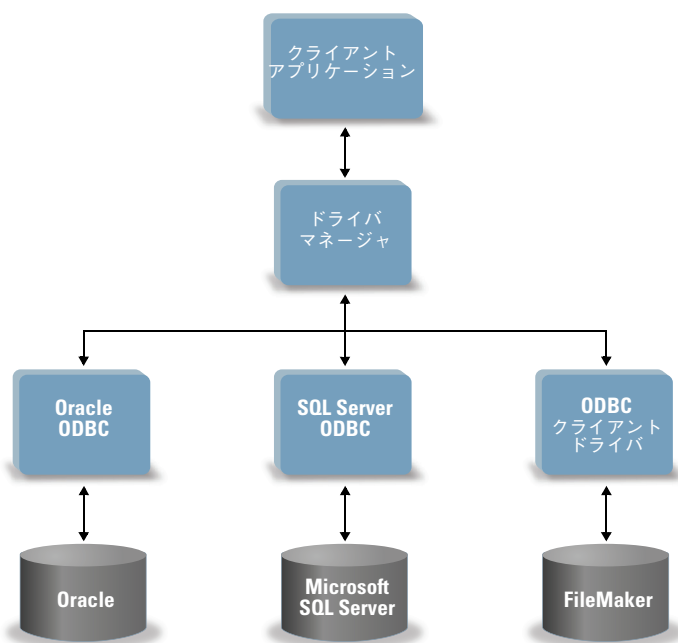 クライアント
アプリケーション
ドライバ
マネージャ
Oracle
ODBC
SQL Server
ODBC
ODBC
クライアント
ドライバ
Oracle
Microsoft
SQL Server
FileMaker